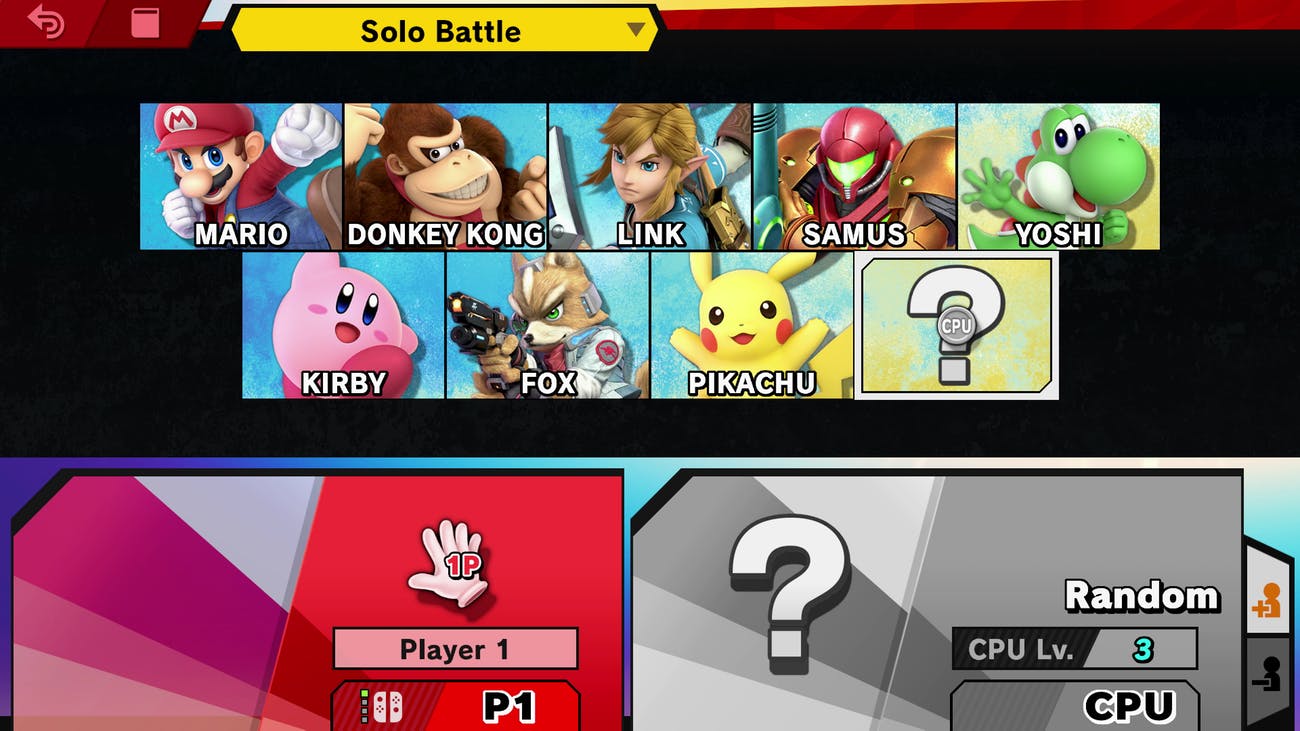 Solo Battle
MARIO
DONKEY KONG
LINK
SAMUS
YOSHI
KIRBY
FOX
PIKACHU
?
CPU
1P
Player 1
P1
?
Random
CPU Lv. 3
CPU